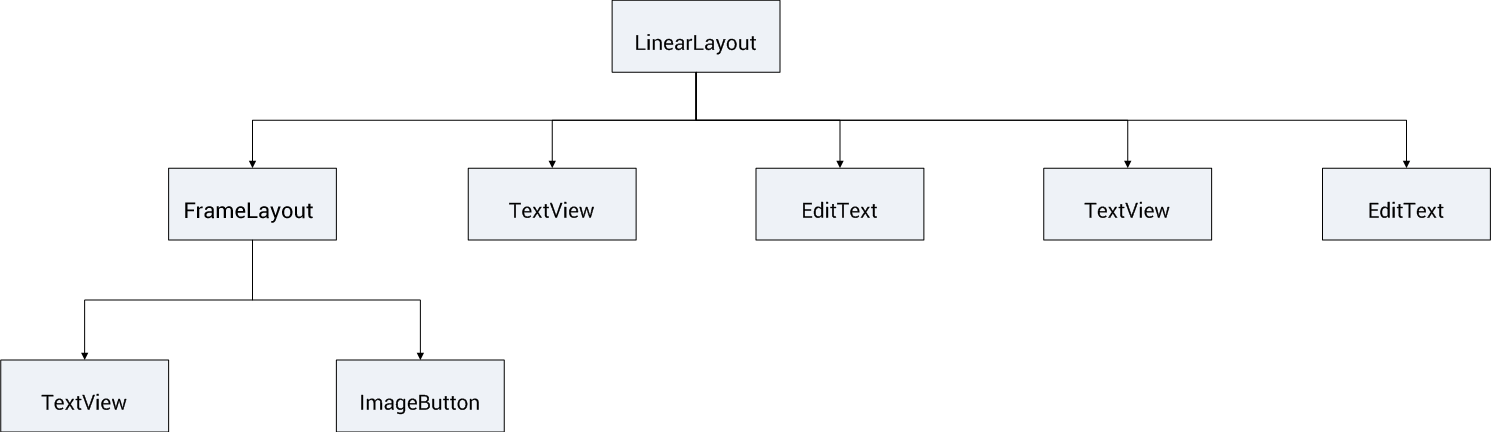 LinearLayout
FrameLayout
TextView
EditText
TextView
EditText
TextView
ImageButton